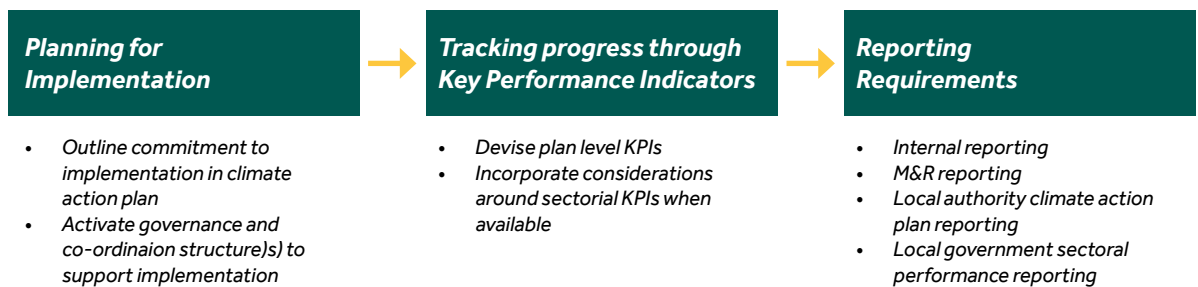 Planning for
Implementation
• Outline commitment to
implementation in climate
action plan
• Activate governance and
co-ordinaion structure)s) to
support implementation
Tracking progress through
Key Performance Indicators
• Devise plan level KPIs
• Incorporate considerations
around sectorial KPIs when
available
Reporting
Requirements
• Internal reporting
• M&R reporting
• Local authority climate action
plan reporting
• Local government sectoral
performance reporting